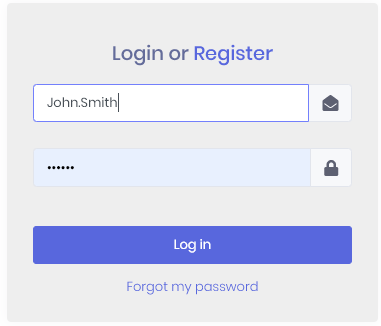 Login or Register
John.Smith
••••••
Log in
Forgot my password